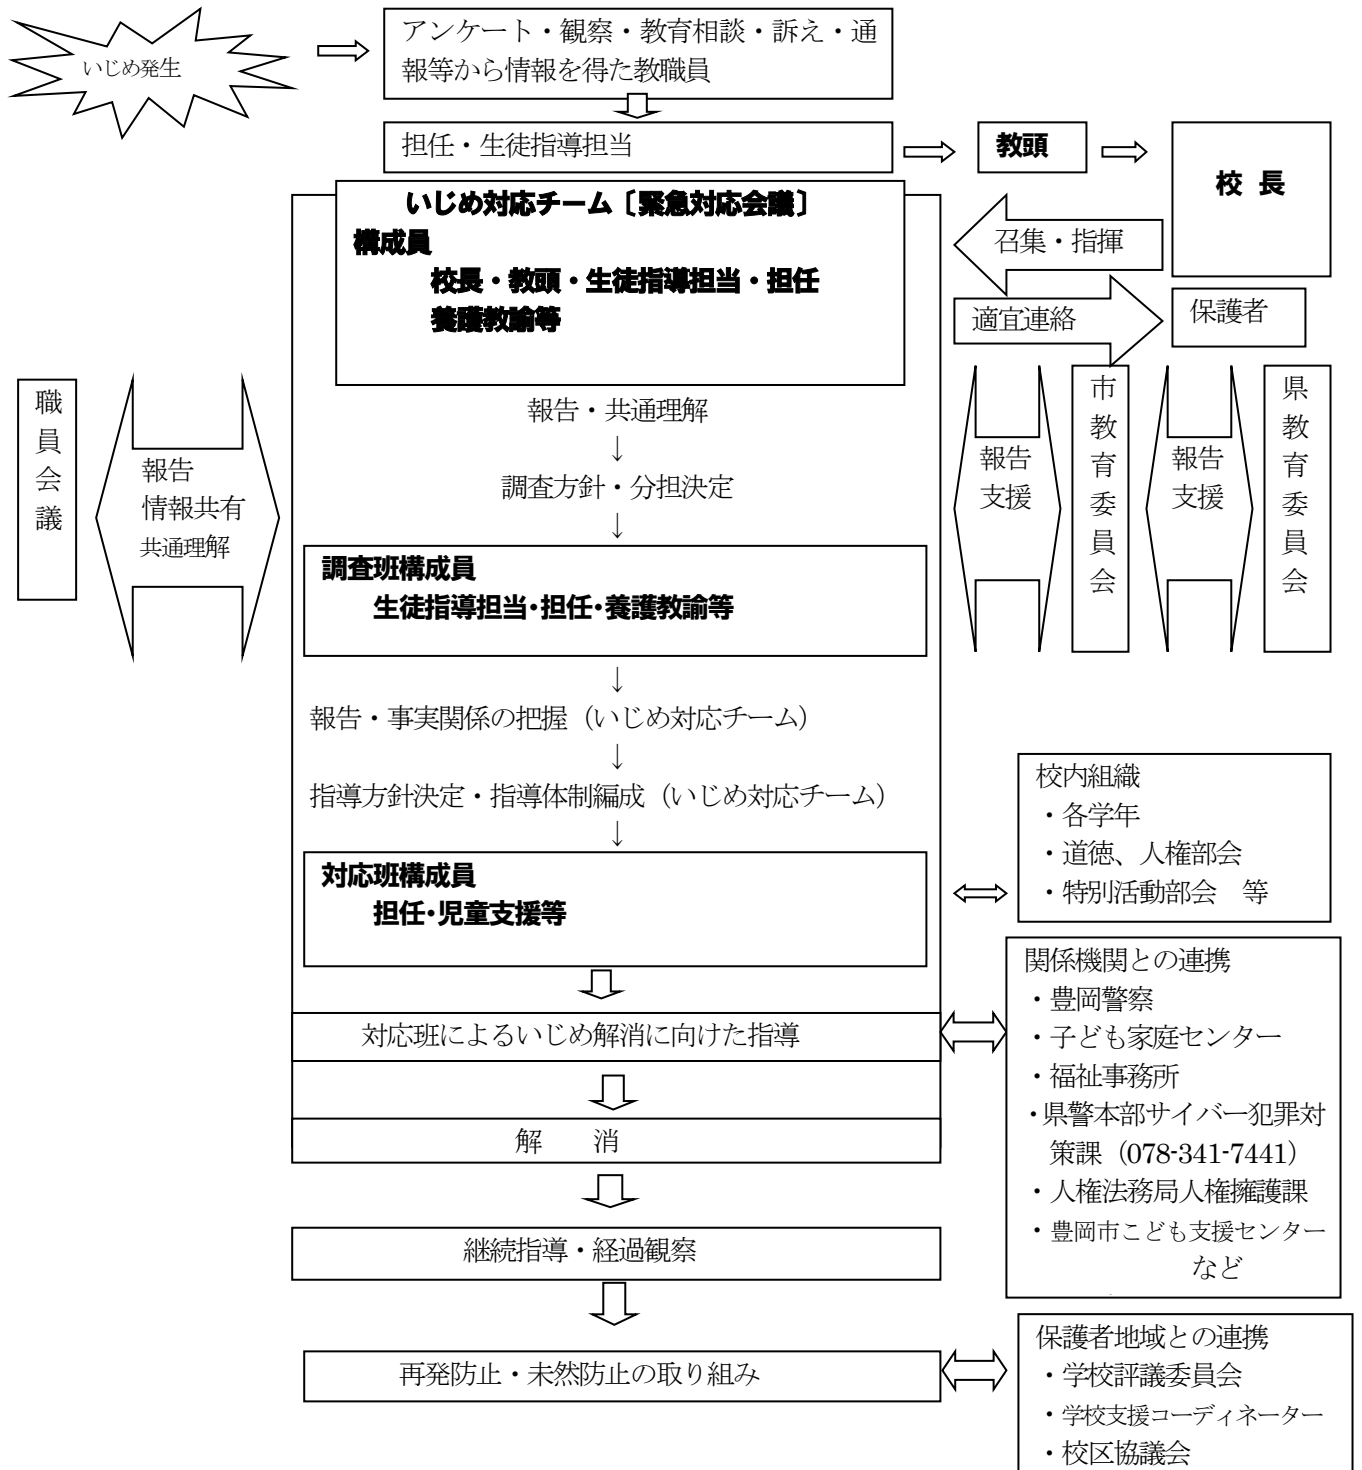 いじめ発生
アンケート・観察・教育相談・訴え・通
報等から情報を得た教職員
担任・生徒指導担当
教頭
校 長
いじめ対応チーム〔緊急対応会議〕
構成員
校長・教頭・生徒指導担当・担任
養護教諭等
召集・指揮
適宜連絡
保護者
報告・共通理解
↓
調査方針・分担決定
↓
職員会議
報告
情報共有
共通理解
報告
支援
市教育委員会
報告
支援
県教育委員会
調査班構成員
生徒指導担当・担任・養護教諭等
↓
報告・事実関係の把握（いじめ対応チーム）
↓
指導方針決定・指導体制編成（いじめ対応チーム）
↓
対応班構成員
担任・児童支援等
校内組織
・各学年
・道徳、人権部会
・特別活動部会　等
対応班によるいじめ解消に向けた指導
解　消
関係機関との連携
・豊岡警察
・子ども家庭センター
・福祉事務所
・県警本部サイバー犯罪対
策課（078-341-7441）
・人権法務局人権擁護課
・豊岡市こども支援センター
など
継続指導・経過観察
再発防止・未然防止の取り組み
保護者地域との連携
・学校評議委員会
・学校支援コーディネーター
・校区協議会